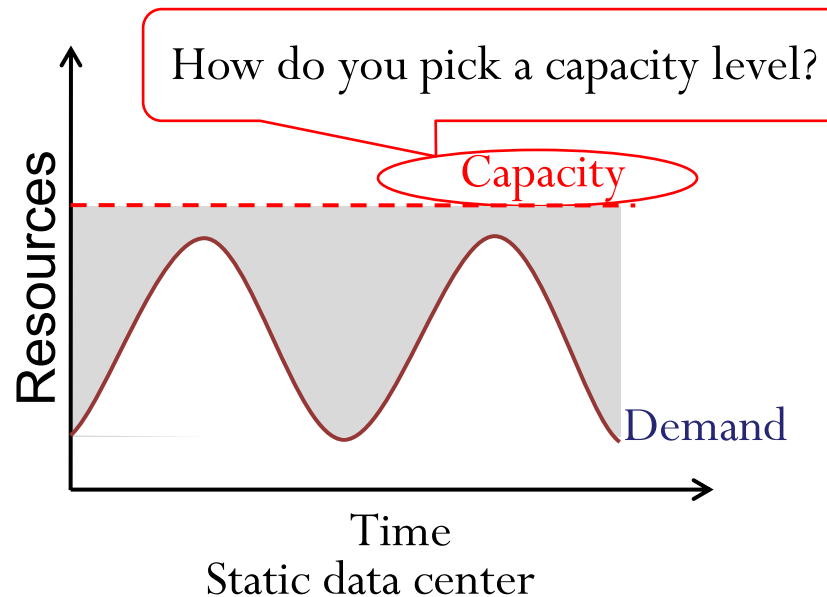 How do you pick a capacity level?
Capacity
Resources
Demand
Time
Static data center